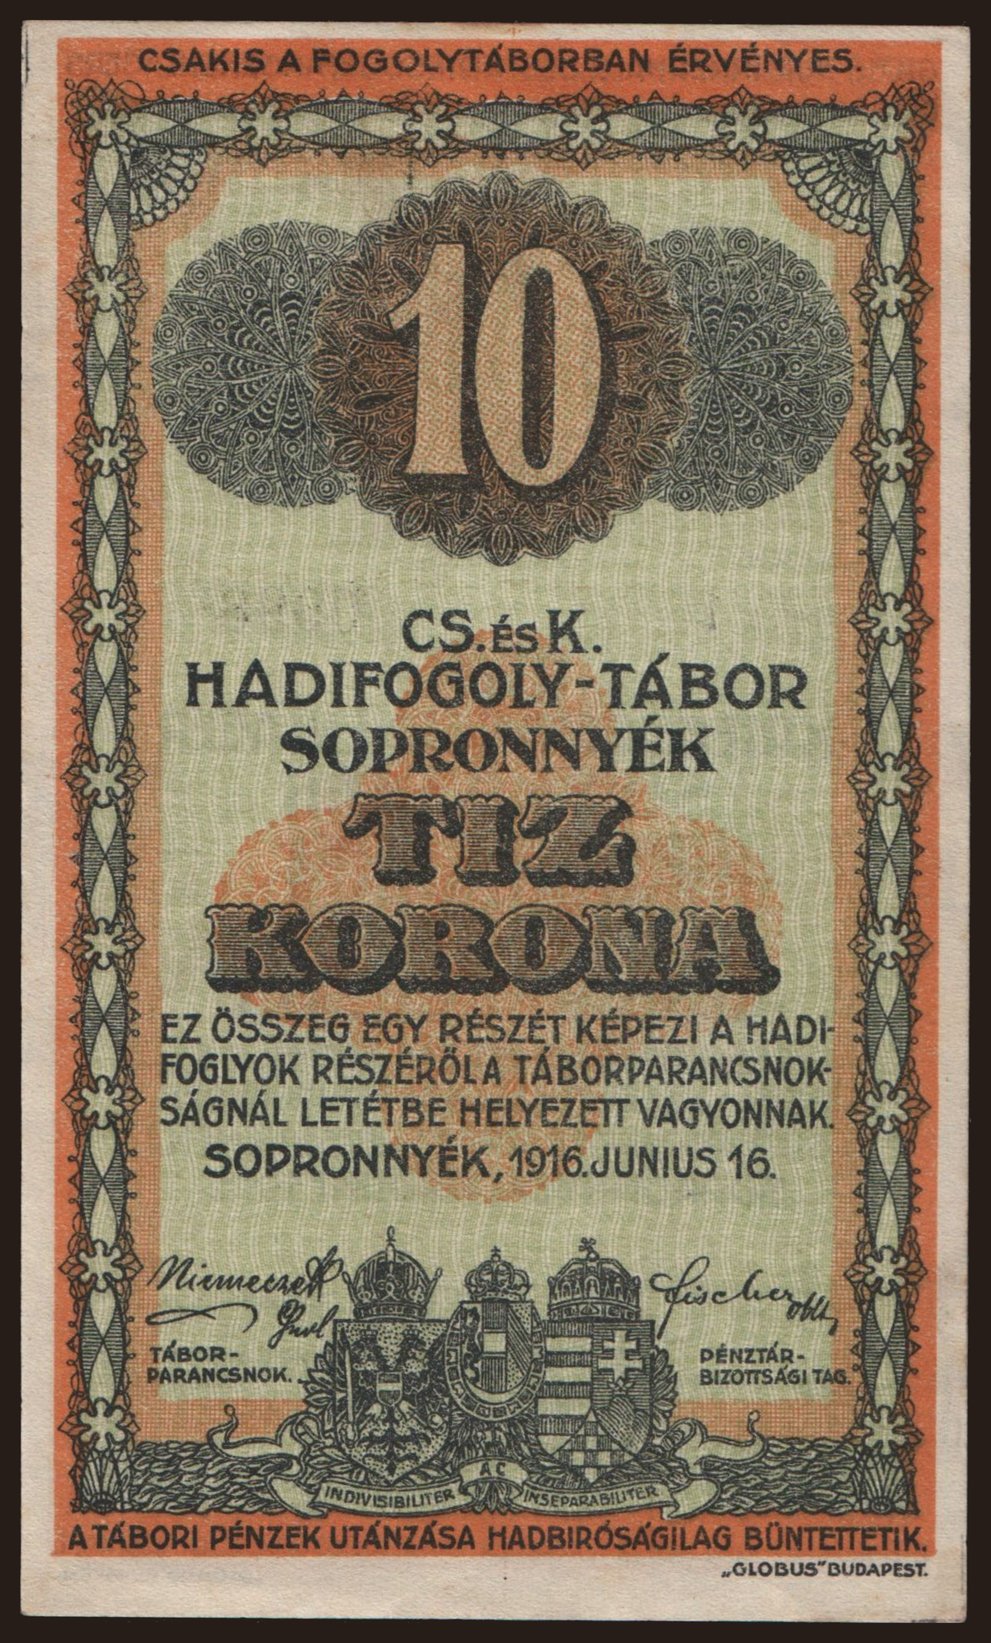 CSAKIS A FOGOLYTÁBORBAN ÉRVÉNYES.
10
CS. ÉS K.
HADIFOGOLY-TÁBOR
SOPRONNYÉK
TIZ
KORONA
EZ ÖSSZEG EGY RÉSZÉT KÉPEZI A HADI-
FOGLYOK RÉSZÉRŐL A TÁBORPARANCSNOK-
SÁGNÁL LETÉTBE HELYEZETT VAGYONNAK.
SOPRONNYÉK, 1916. JUNIUS 16.
Fischer oblt,
TÁBOR-
PARANCSNOK.
PÉNZTÁR-
BIZOTTSÁGI TAG.
INDIVISIBILITER AC INSEPARABILITER
A TÁBORI PÉNZEK UTÁNZÁSA HADBIRÓSÁGILAG BÜNTETTETIK.
„GLOBUS" BUDAPEST.